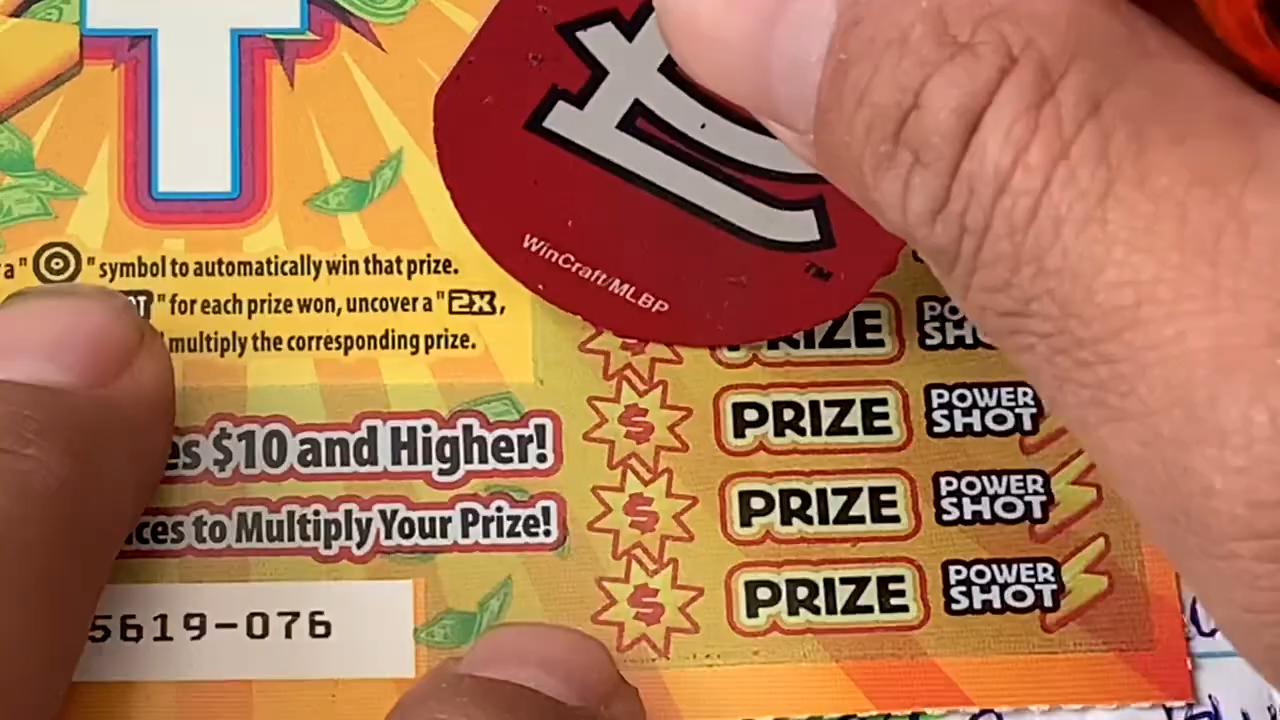 T
a " " symbol to automatically win that prize.
" for each prize won, uncover a " 2X ,
multiply the corresponding prize.
es $10 and Higher!
ces to Multiply Your Prize!
5619-076
WinCraft/MLBP
TM
$ PRIZE
$ PRIZE POWER SHOT
$ PRIZE POWER SHOT
$ PRIZE POWER SHOT